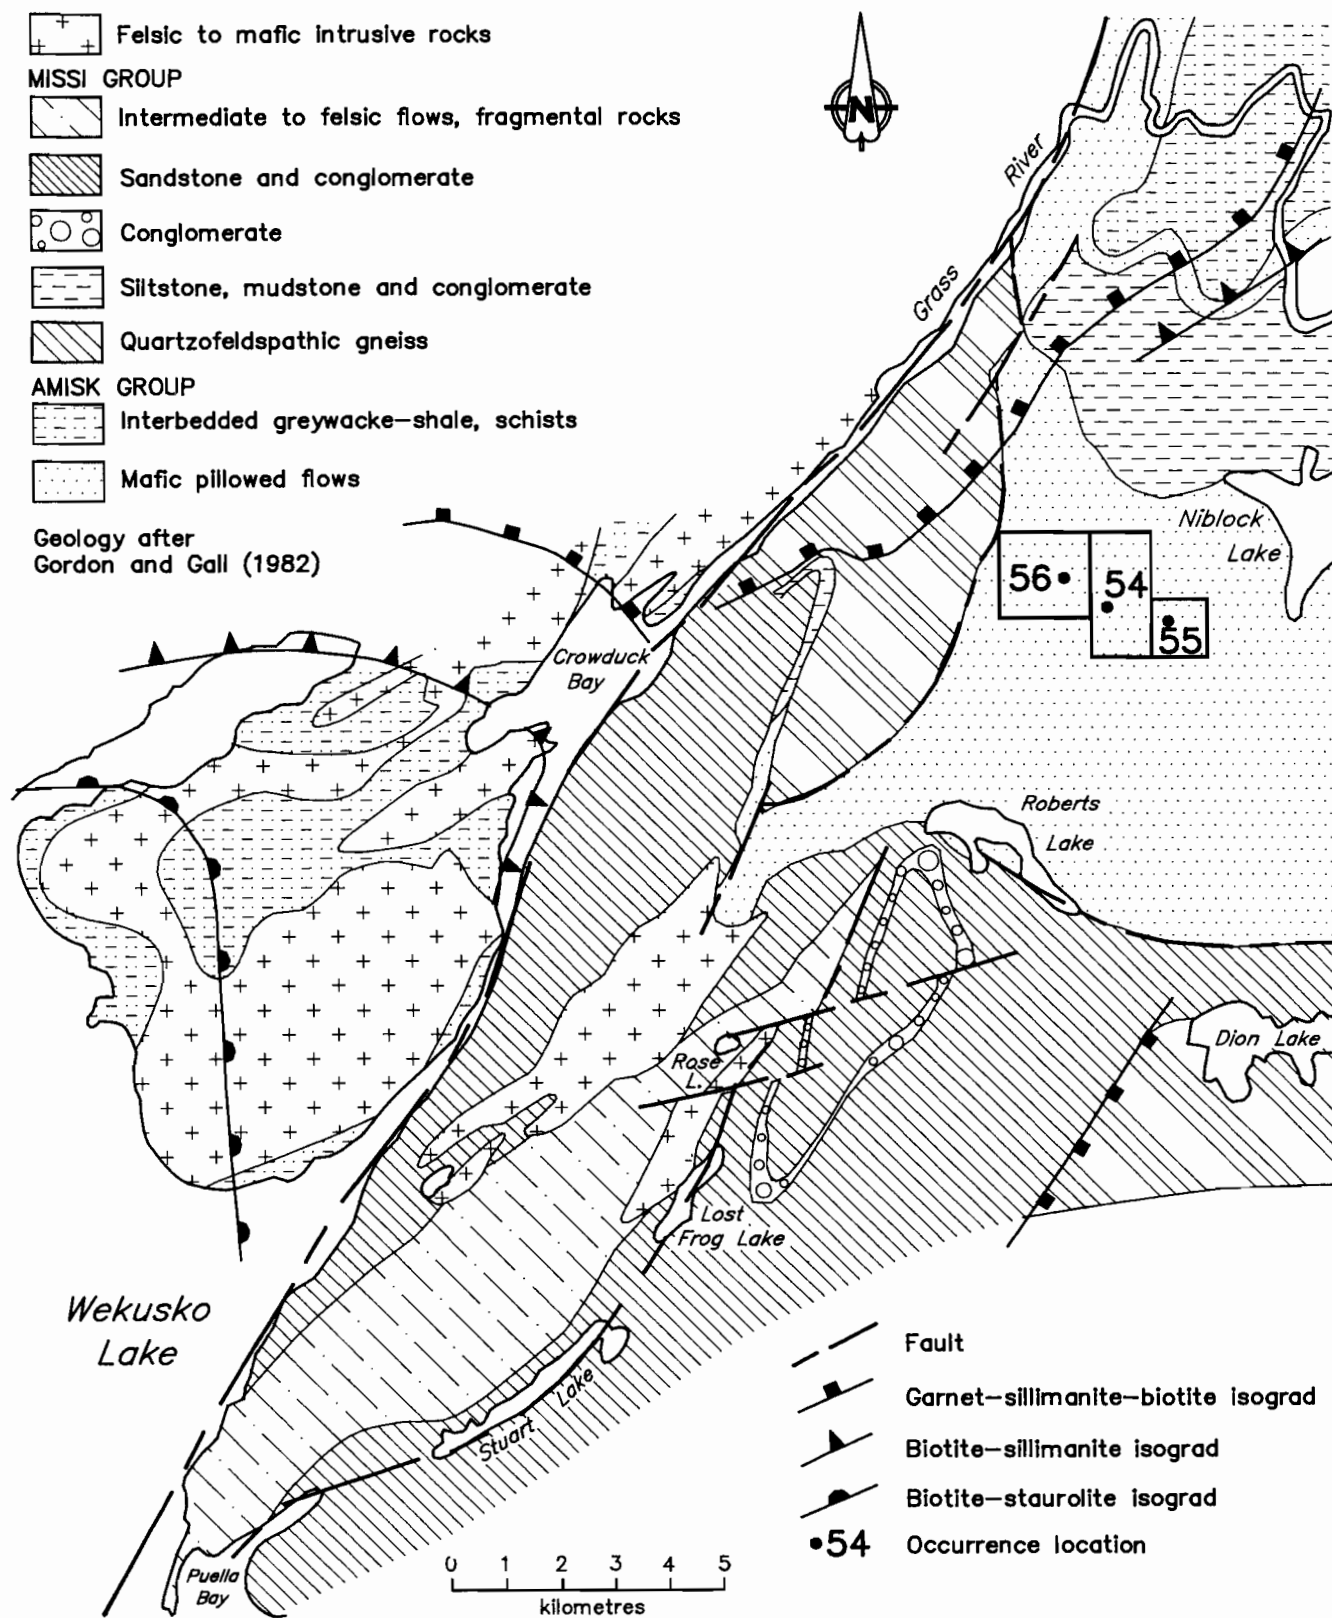 Felsic to mafic intrusive rocks
MISSI GROUP
Intermediate to felsic flows, fragmental rocks
Sandstone and conglomerate
Conglomerate
Siltstone, mudstone and conglomerate
Quartzofeldspathic gneiss
AMISK GROUP
Interbedded greywacke-shale, schists
Mafic pillowed flows
Geology after
Gordon and Gall (1982)
N
River
Grass
Niblock
Lake
56
54
55
Crowduck
Bay
Roberts
Lake
Rose
L.
Dion Lake
Lost
Frog Lake
Wekusko
Lake
Stuart Lake
Puella
Bay
Fault
Garnet-sillimanite-biotite isograd
Biotite-sillimanite isograd
Biotite-staurolite isograd
54 Occurrence location
0 1 2 3 4 5
kilometres